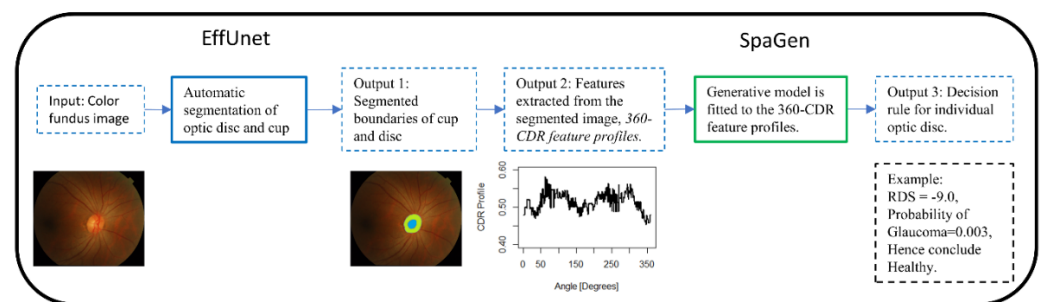 EffUnet
SpaGen
Input: Color
fundus image
Automatic
segmentation of
optic disc and cup
Output 1:
Segmented
boundaries of cup
and disc
Output 2: Features
extracted from the
segmented image, 360-
CDR feature profiles.
Generative model is
fitted to the 360-CDR
feature profiles.
Output 3: Decision
rule for individual
optic disc.
CDR Profile
0.60
0.50
0.40
0 50 150 250 350
Angle [Degrees]
Example:
RDS = -9.0,
Probability of
Glaucoma=0.003,
Hence conclude
Healthy.